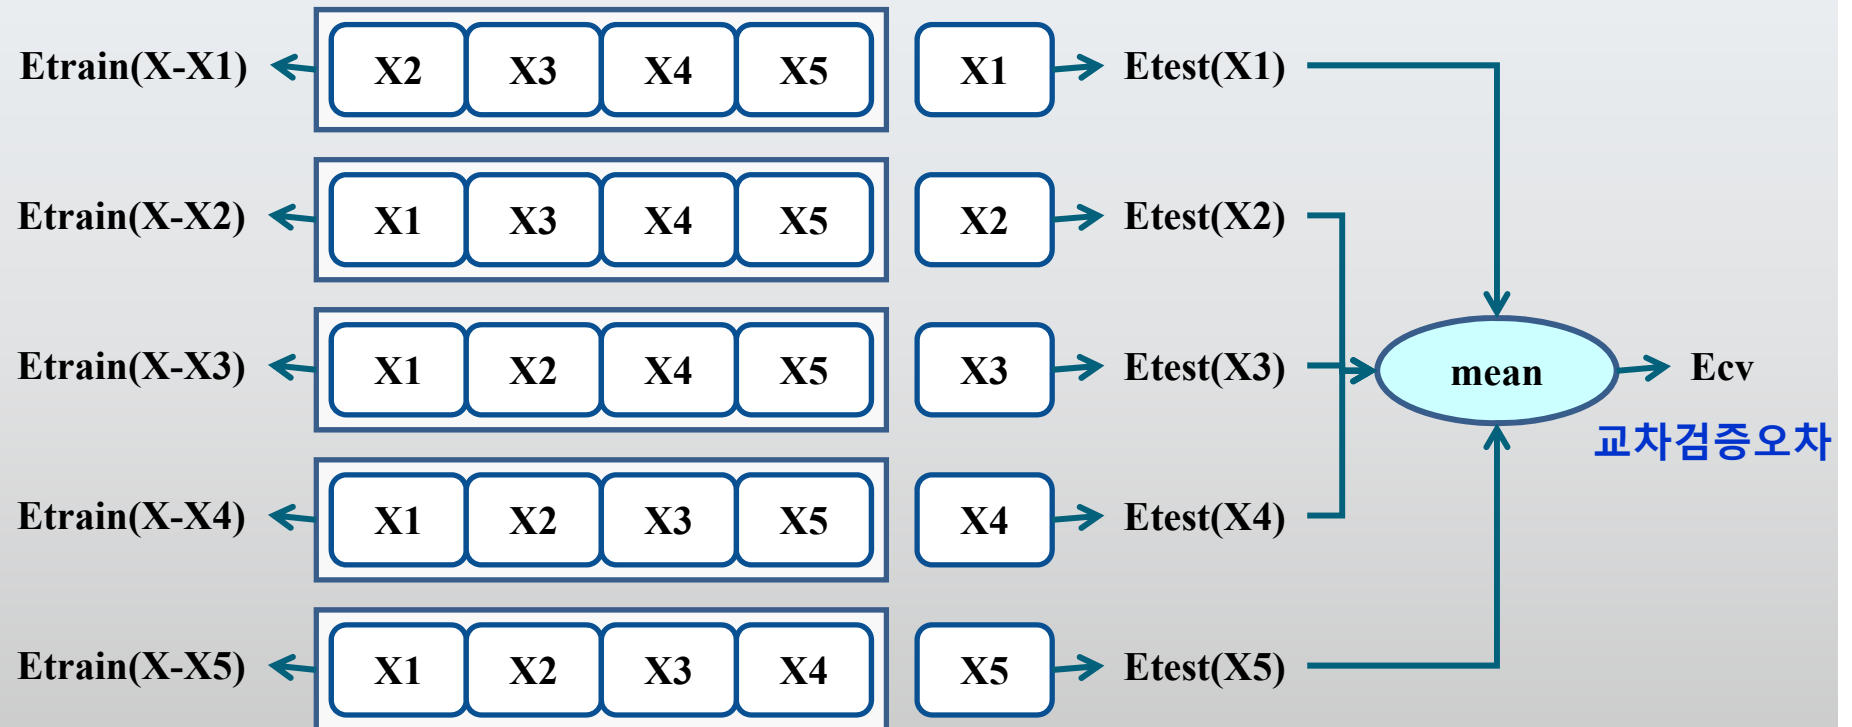 Etrain(X-X1) X2 X3 X4 X5 X1 Etest(X1)
Etrain(X-X2) X1 X3 X4 X5 X2 Etest(X2)
Etrain(X-X3) X1 X2 X4 X5 X3 Etest(X3) mean Ecv
교차검증오차
Etrain(X-X4) X1 X2 X3 X5 X4 Etest(X4)
Etrain(X-X5) X1 X2 X3 X4 X5 Etest(X5)